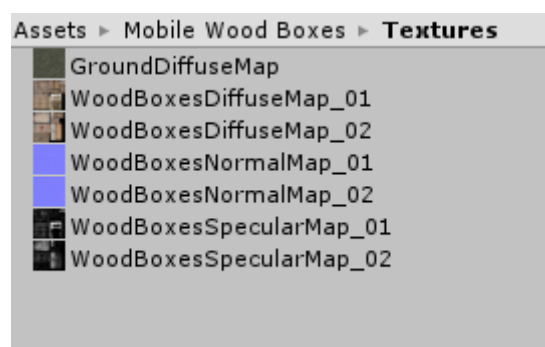 Assets ▸ Mobile Wood Boxes ▸ Textures
GroundDiffuseMap
WoodBoxesDiffuseMap_01
WoodBoxesDiffuseMap_02
WoodBoxesNormalMap_01
WoodBoxesNormalMap_02
WoodBoxesSpecularMap_01
WoodBoxesSpecularMap_02